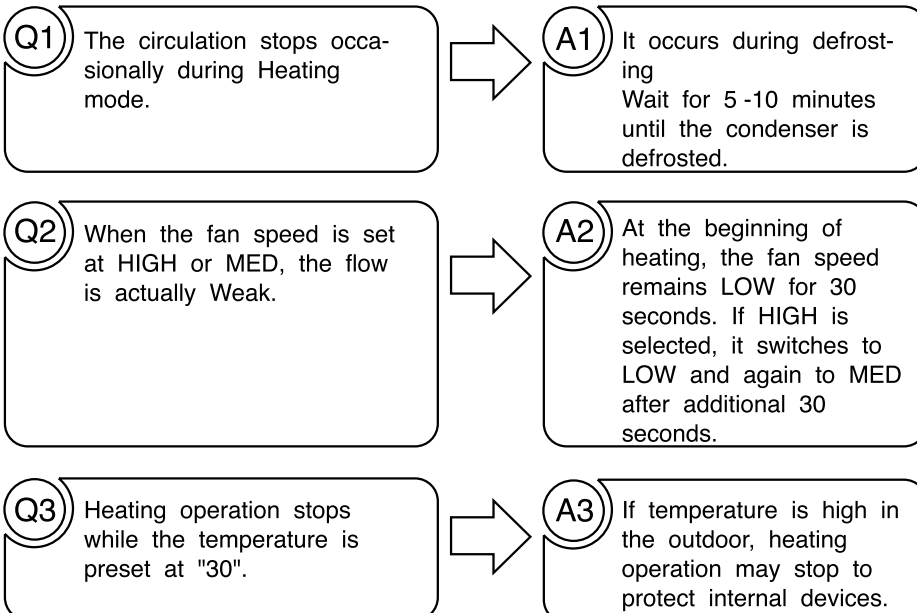 Q1
The circulation stops occa-
sionally during Heating
mode.
A1
It occurs during defrost-
ing
Wait for 5 -10 minutes
until the condenser is
defrosted.
Q2
When the fan speed is set
at HIGH or MED, the flow
is actually Weak.
A2
At the beginning of
heating, the fan speed
remains LOW for 30
seconds. If HIGH is
selected, it switches to
LOW and again to MED
after additional 30
seconds.
Q3
Heating operation stops
while the temperature is
preset at "30".
A3
If temperature is high in
the outdoor, heating
operation may stop to
protect internal devices.